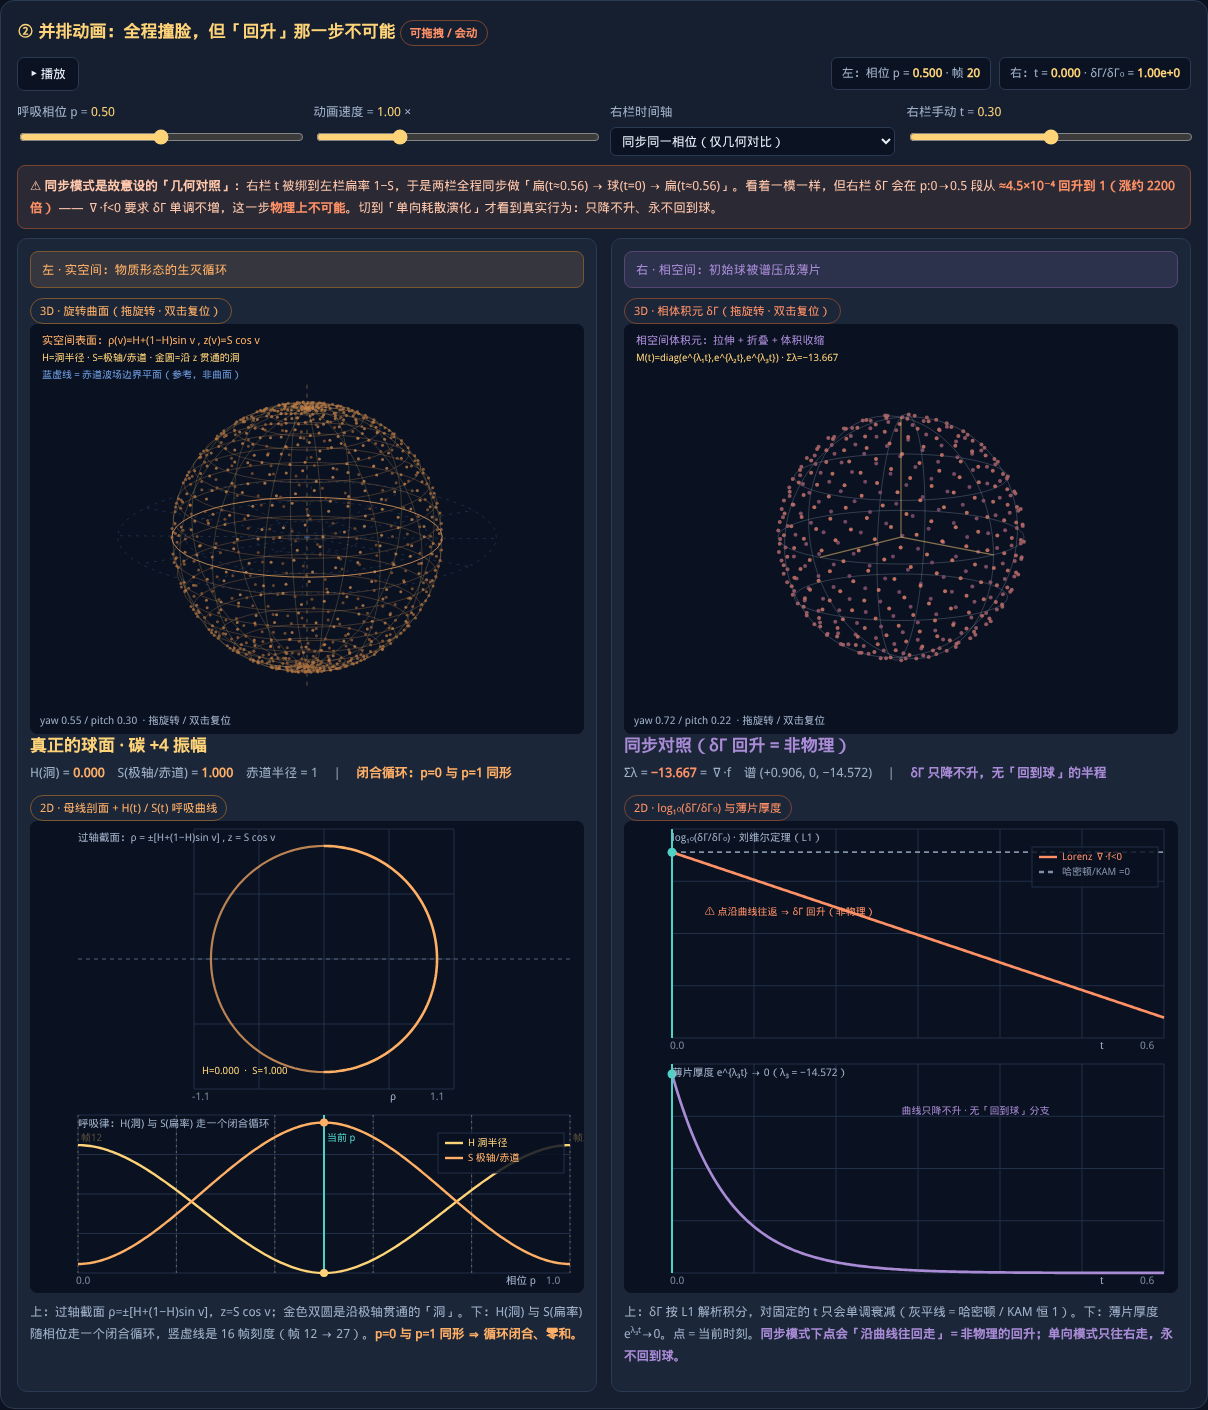 ② 并排动画：全程撞脸，但「回升」那一步不可能 可拖拽 / 会动
▸ 播放
左：相位 p = 0.500 · 帧 20
右：t = 0.000 · δΓ/δΓ₀ = 1.00e+0
呼吸相位 p = 0.50
动画速度 = 1.00 ×
右栏时间轴
右栏手动 t = 0.30
同步同一相位（仅几何对比）
⚠ 同步模式是故意设的「几何对照」：右栏 t 被绑到左栏扁率 1−S，于是两栏全程同步做「扁(t≈0.56) → 球(t=0) → 扁(t≈0.56)」。看着一模一样，但右栏 δΓ 会在 p:0→0.5 段从 ≈4.5×10⁻⁴ 回升到 1（涨约 2200
倍） —— ∇·f<0 要求 δΓ 单调不增，这一步物理上不可能。切到「单向耗散演化」才看到真实行为：只降不升、永不回到球。
左 · 实空间：物质形态的生灭循环
3D · 旋转曲面（拖旋转 · 双击复位）
实空间表面：ρ(v)=H+(1−H)sin v , z(v)=S cos v
H=洞半径 · S=极轴/赤道 · 金圆=沿 z 贯通的洞
蓝虚线 = 赤道波场边界平面（参考，非曲面）
yaw 0.55 / pitch 0.30 · 拖旋转 / 双击复位
真正的球面 · 碳 +4 振幅
H(洞) = 0.000 S(极轴/赤道) = 1.000 赤道半径 = 1 | 闭合循环：p=0 与 p=1 同形
2D · 母线剖面 + H(t) / S(t) 呼吸曲线
过轴截面：ρ = ±[H+(1−H)sin v] , z = S cos v
H=0.000 · S=1.000
-1.1 ρ 1.1
呼吸律：H(洞) 与 S(扁率) 走一个闭合循环
帧12
当前 p
帧
H 洞半径
S 极轴/赤道
0.0 相位 p 1.0
上：过轴截面 ρ=±[H+(1−H)sin v]，z=S cos v；金色双圆是沿极轴贯通的「洞」。下：H(洞) 与 S(扁率)
随相位走一个闭合循环，竖虚线是 16 帧刻度（帧 12 → 27）。p=0 与 p=1 同形 ⇒ 循环闭合、零和。
右 · 相空间：初始球被谱压成薄片
3D · 相体积元 δΓ（拖旋转 · 双击复位）
相空间体积元：拉伸 + 折叠 + 体积收缩
M(t)=diag(e^{λ₁t},e^{λ₂t},e^{λ₃t}) · Σλ=−13.667
yaw 0.72 / pitch 0.22 · 拖旋转 / 双击复位
同步对照（δΓ 回升 = 非物理）
Σλ = −13.667 = ∇·f 谱 (+0.906, 0, −14.572) | δΓ 只降不升，无「回到球」的半程
2D · log₁₀(δΓ/δΓ₀) 与薄片厚度
log₁₀(δΓ/δΓ₀) · 刘维尔定理（L1）
Lorenz ∇·f<0
哈密顿/KAM =0
⚠ 点沿曲线往返 → δΓ 回升（非物理）
0.0 t 0.6
薄片厚度 e^{λ₃t} → 0（λ₃ = −14.572）
曲线只降不升 · 无「回到球」分支
0.0 t 0.6
上：δΓ 按 L1 解析积分，对固定的 t 只会单调衰减（灰平线 = 哈密顿 / KAM 恒 1）。下：薄片厚度
e^λ₃t→0。点 = 当前时刻。同步模式下点会「沿曲线往回走」= 非物理的回升；单向模式只往右走，永
不回到球。